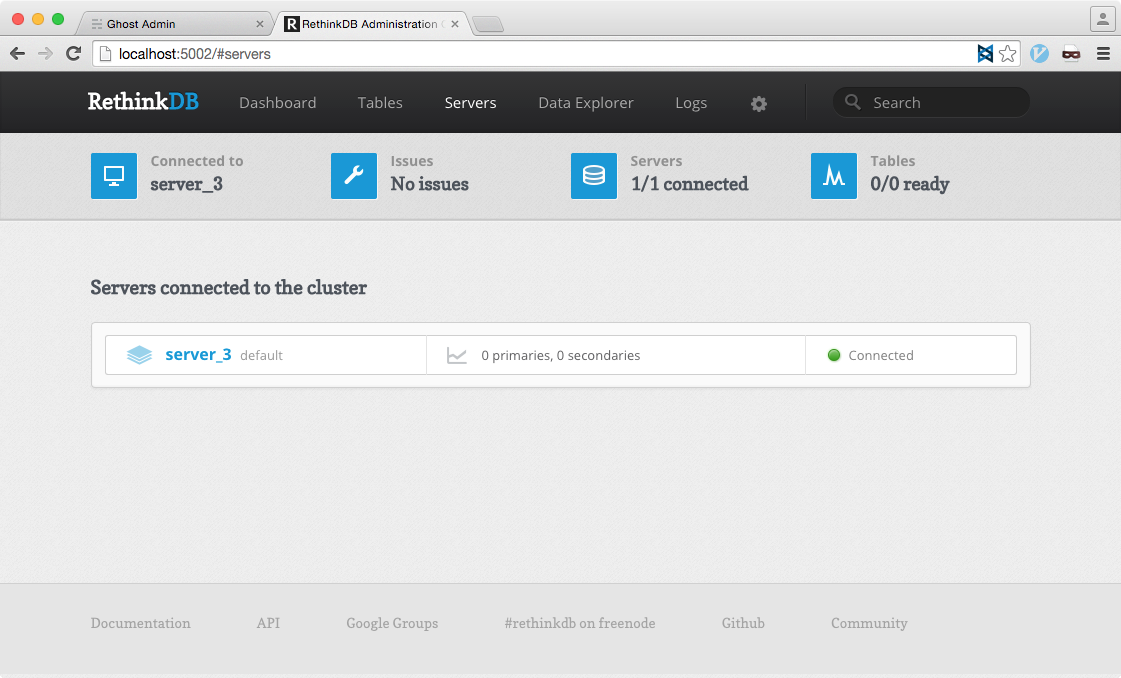 Ghost Admin
RethinkDB Administration
localhost:5002/#servers
RethinkDB
Dashboard
Tables
Servers
Data Explorer
Logs
Search
Connected to
server_3
Issues
No issues
Servers
1/1 connected
Tables
0/0 ready
Servers connected to the cluster
server_3 default
0 primaries, 0 secondaries
Connected
Documentation
API
Google Groups
#rethinkdb on freenode
Github
Community